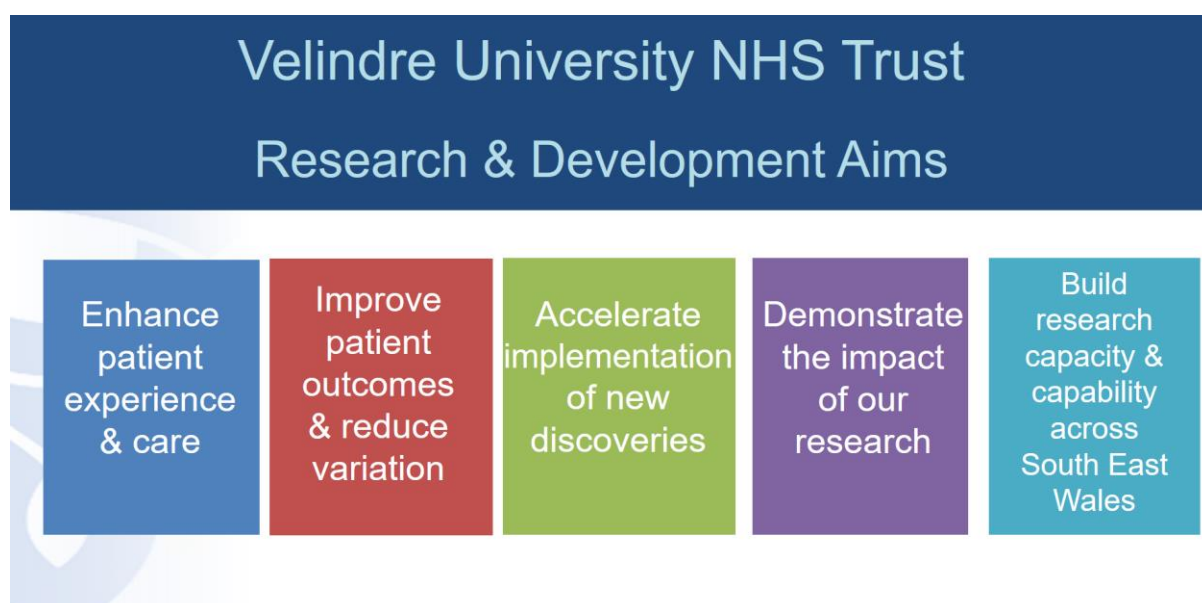 Velindre University NHS Trust
Research & Development Aims
Enhance
patient
experience
& care
Improve
patient
outcomes
& reduce
variation
Accelerate
implementation
of new
discoveries
Demonstrate
the impact
of our
research
Build
research
capacity &
capability
across
South East
Wales